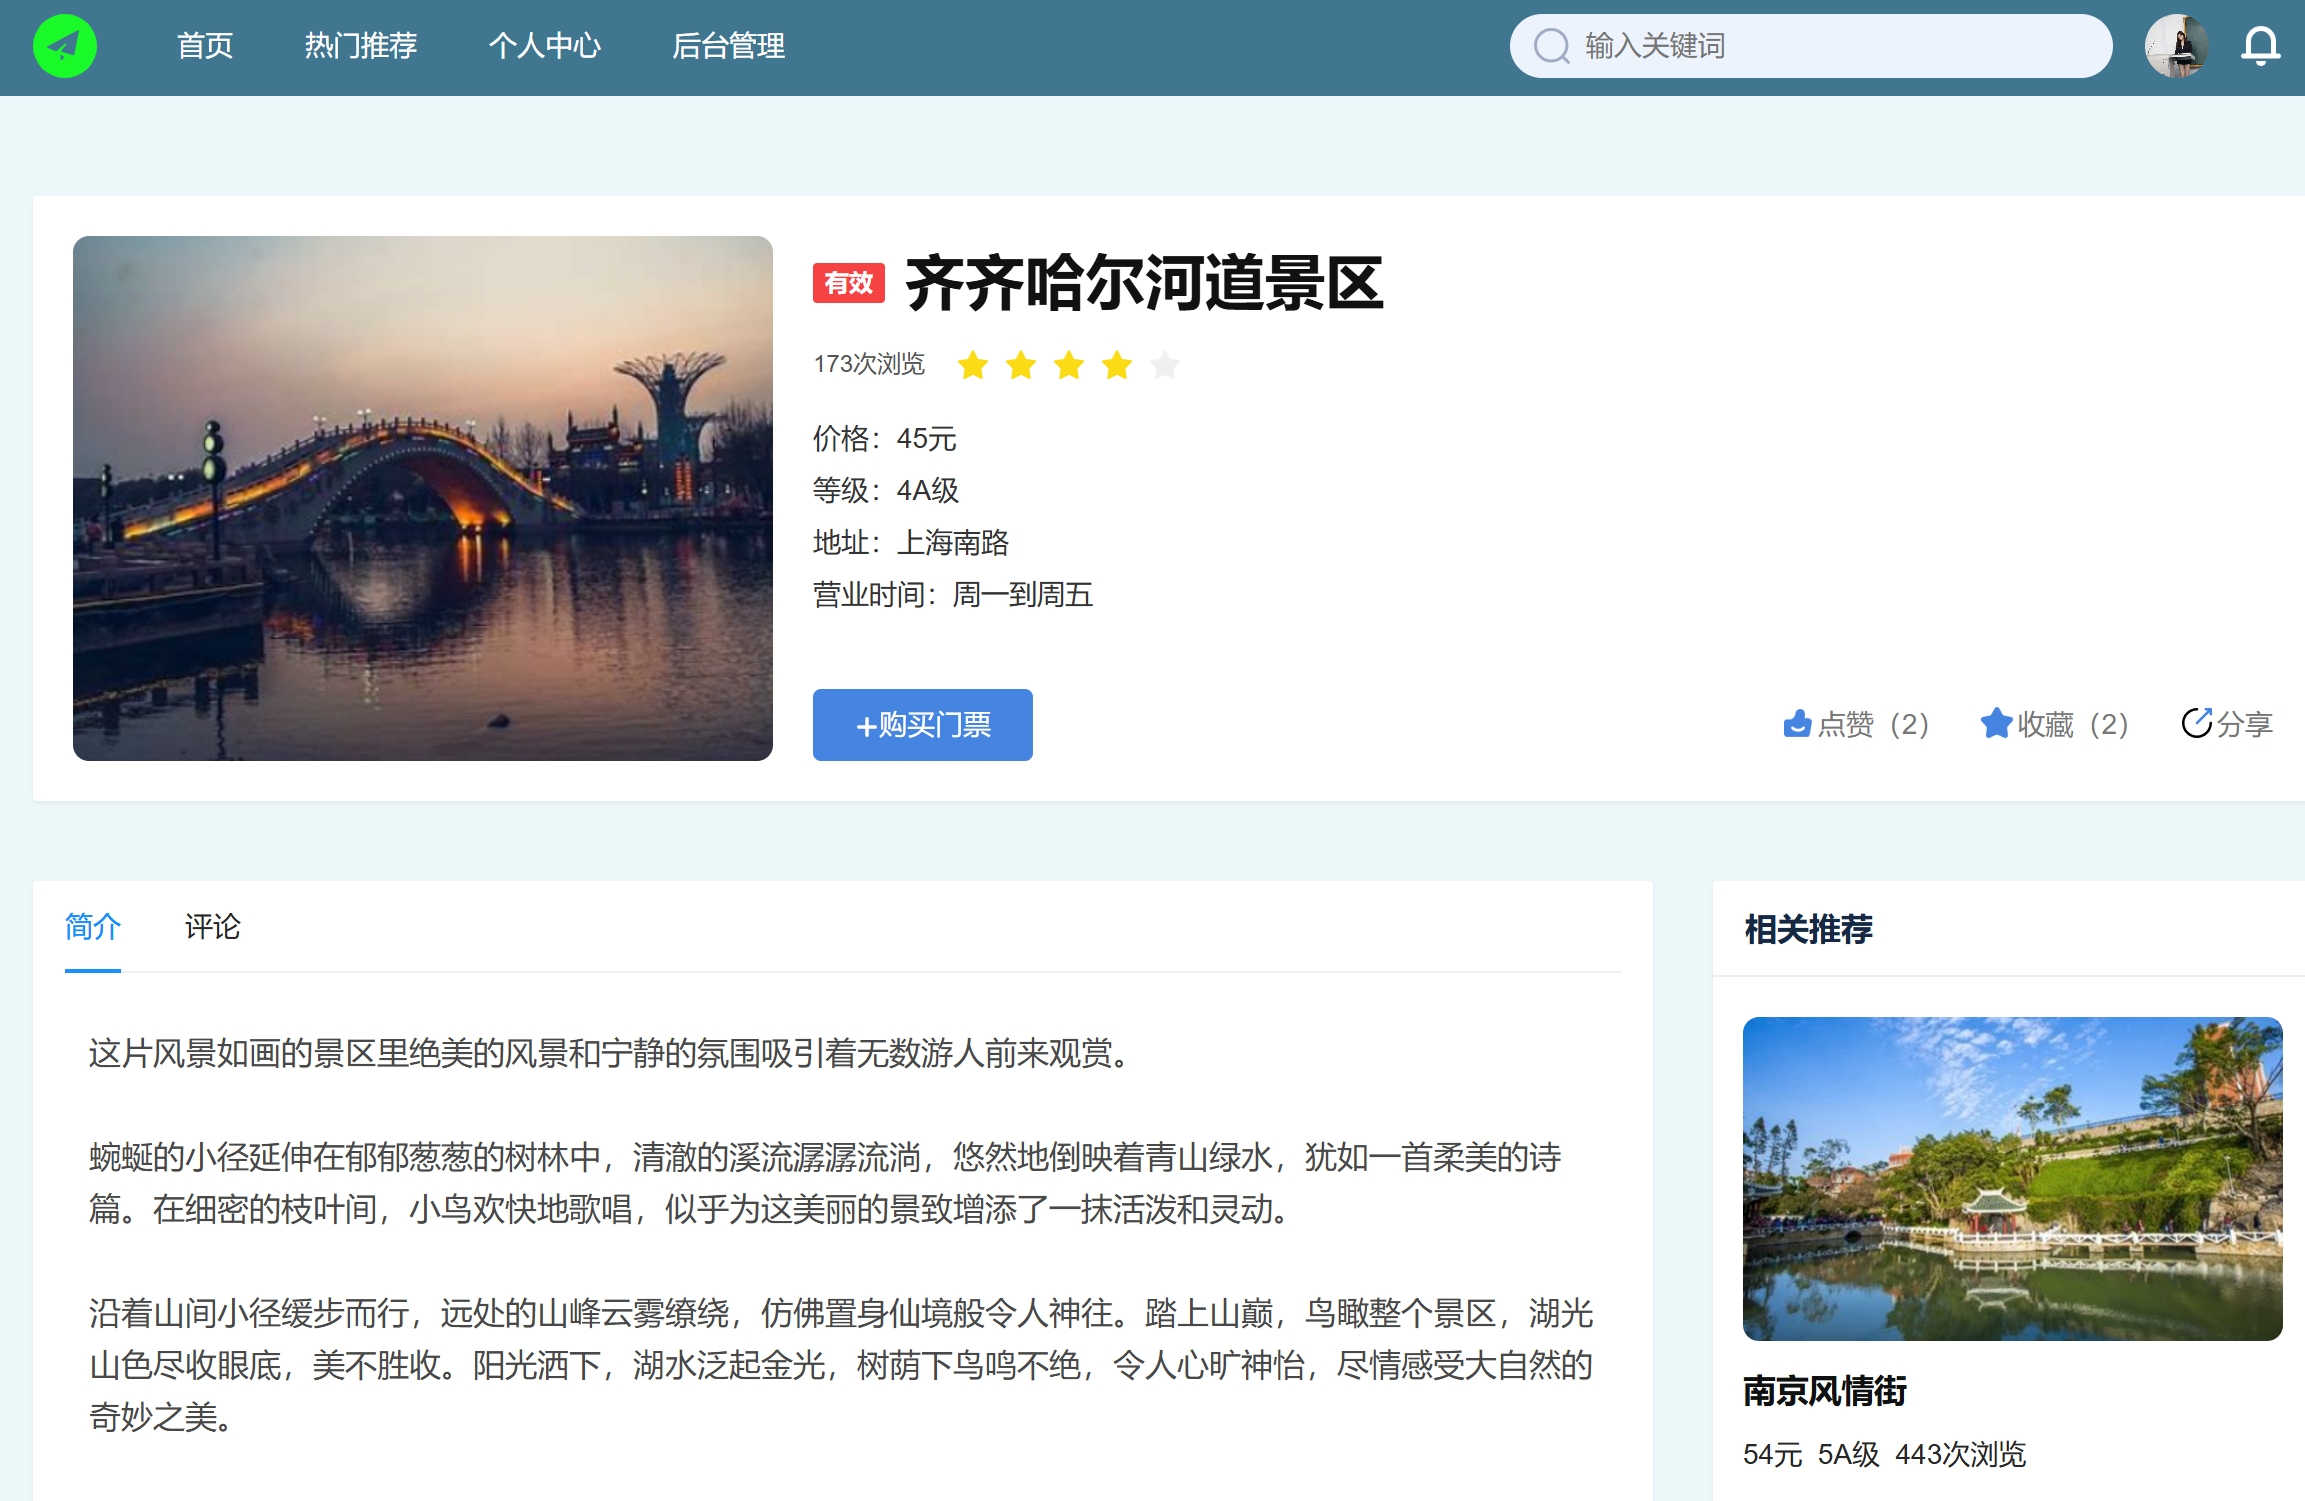 首页 热门推荐 个人中心 后台管理 输入关键词
有效 齐齐哈尔河道景区
173次浏览
价格：45元
等级：4A级
地址：上海南路
营业时间：周一到周五
+购买门票 点赞（2） 收藏（2） 分享
简介 评论
这片风景如画的景区里绝美的风景和宁静的氛围吸引着无数游人前来观赏。
蜿蜒的小径延伸在郁郁葱葱的树林中，清澈的溪流潺潺流淌，悠然地倒映着青山绿水，犹如一首柔美的诗
篇。在细密的枝叶间，小鸟欢快地歌唱，似乎为这美丽的景致增添了一抹活泼和灵动。
沿着山间小径缓步而行，远处的山峰云雾缭绕，仿佛置身仙境般令人神往。踏上山巅，鸟瞰整个景区，湖光
山色尽收眼底，美不胜收。阳光洒下，湖水泛起金光，树荫下鸟鸣不绝，令人心旷神怡，尽情感受大自然的
奇妙之美。
相关推荐
南京风情街
54元 5A级 443次浏览